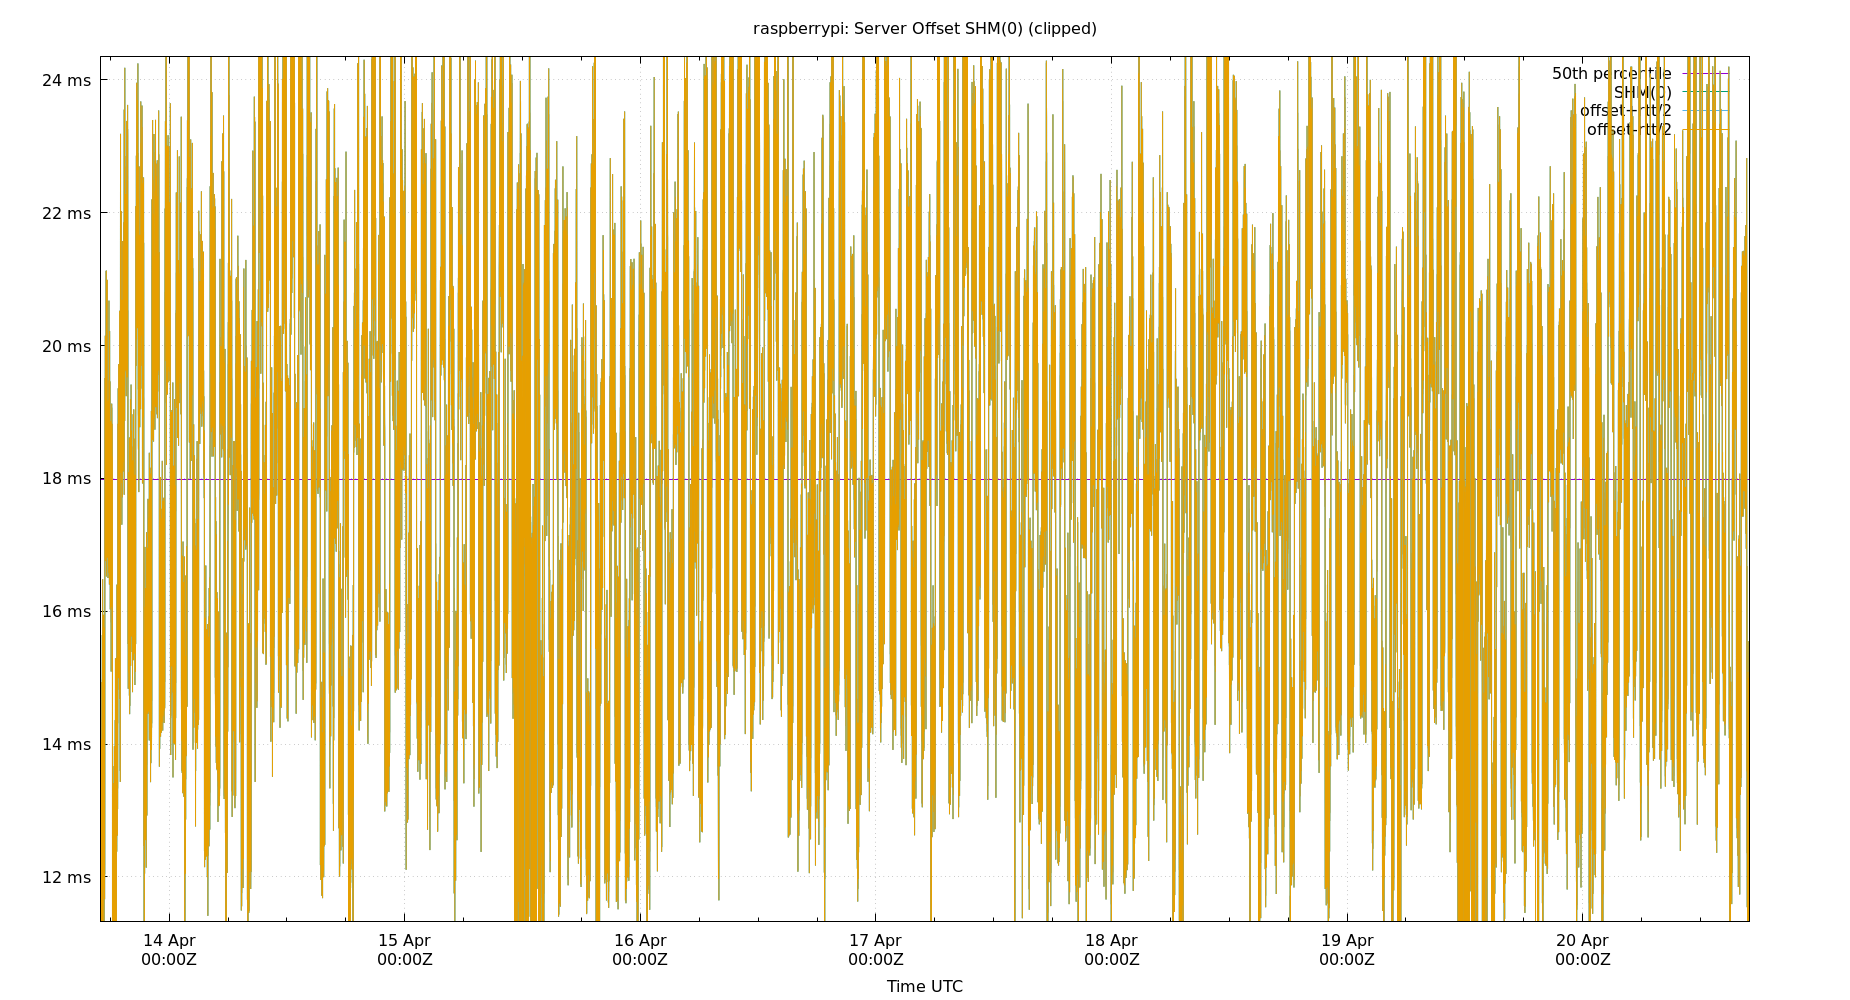 raspberrypi: Server Offset SHM(0) (clipped)
24 ms
22 ms
20 ms
18 ms
16 ms
14 ms
12 ms
50th percentile
SHM(0)
offset+rtt/2
offset-rtt/2
14 Apr
00:00Z
15 Apr
00:00Z
16 Apr
00:00Z
17 Apr
00:00Z
18 Apr
00:00Z
19 Apr
00:00Z
20 Apr
00:00Z
Time UTC